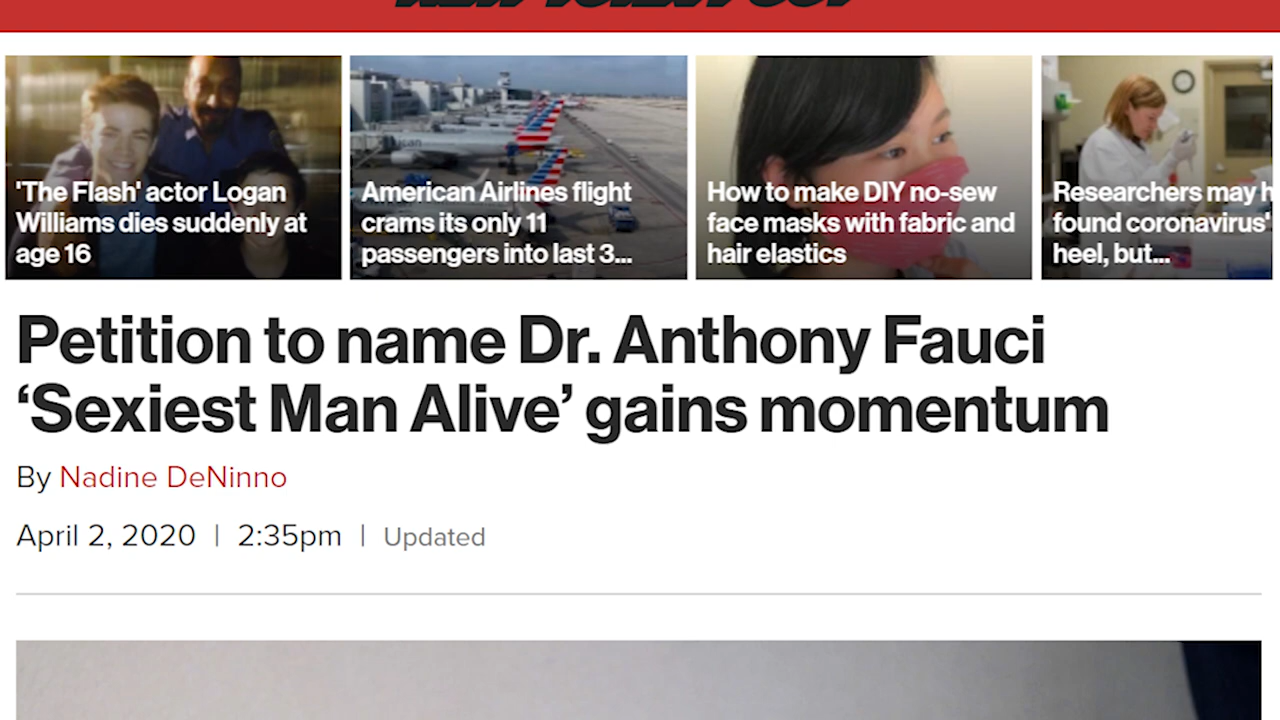 'The Flash' actor Logan
Williams dies suddenly at
age 16
American Airlines flight
crams its only 11
passengers into last 3...
How to make DIY no-sew
face masks with fabric and
hair elastics
Researchers may h
found coronavirus'
heel, but...
Petition to name Dr. Anthony Fauci
‘Sexiest Man Alive’ gains momentum
By Nadine DeNinno
April 2, 2020 | 2:35pm | Updated